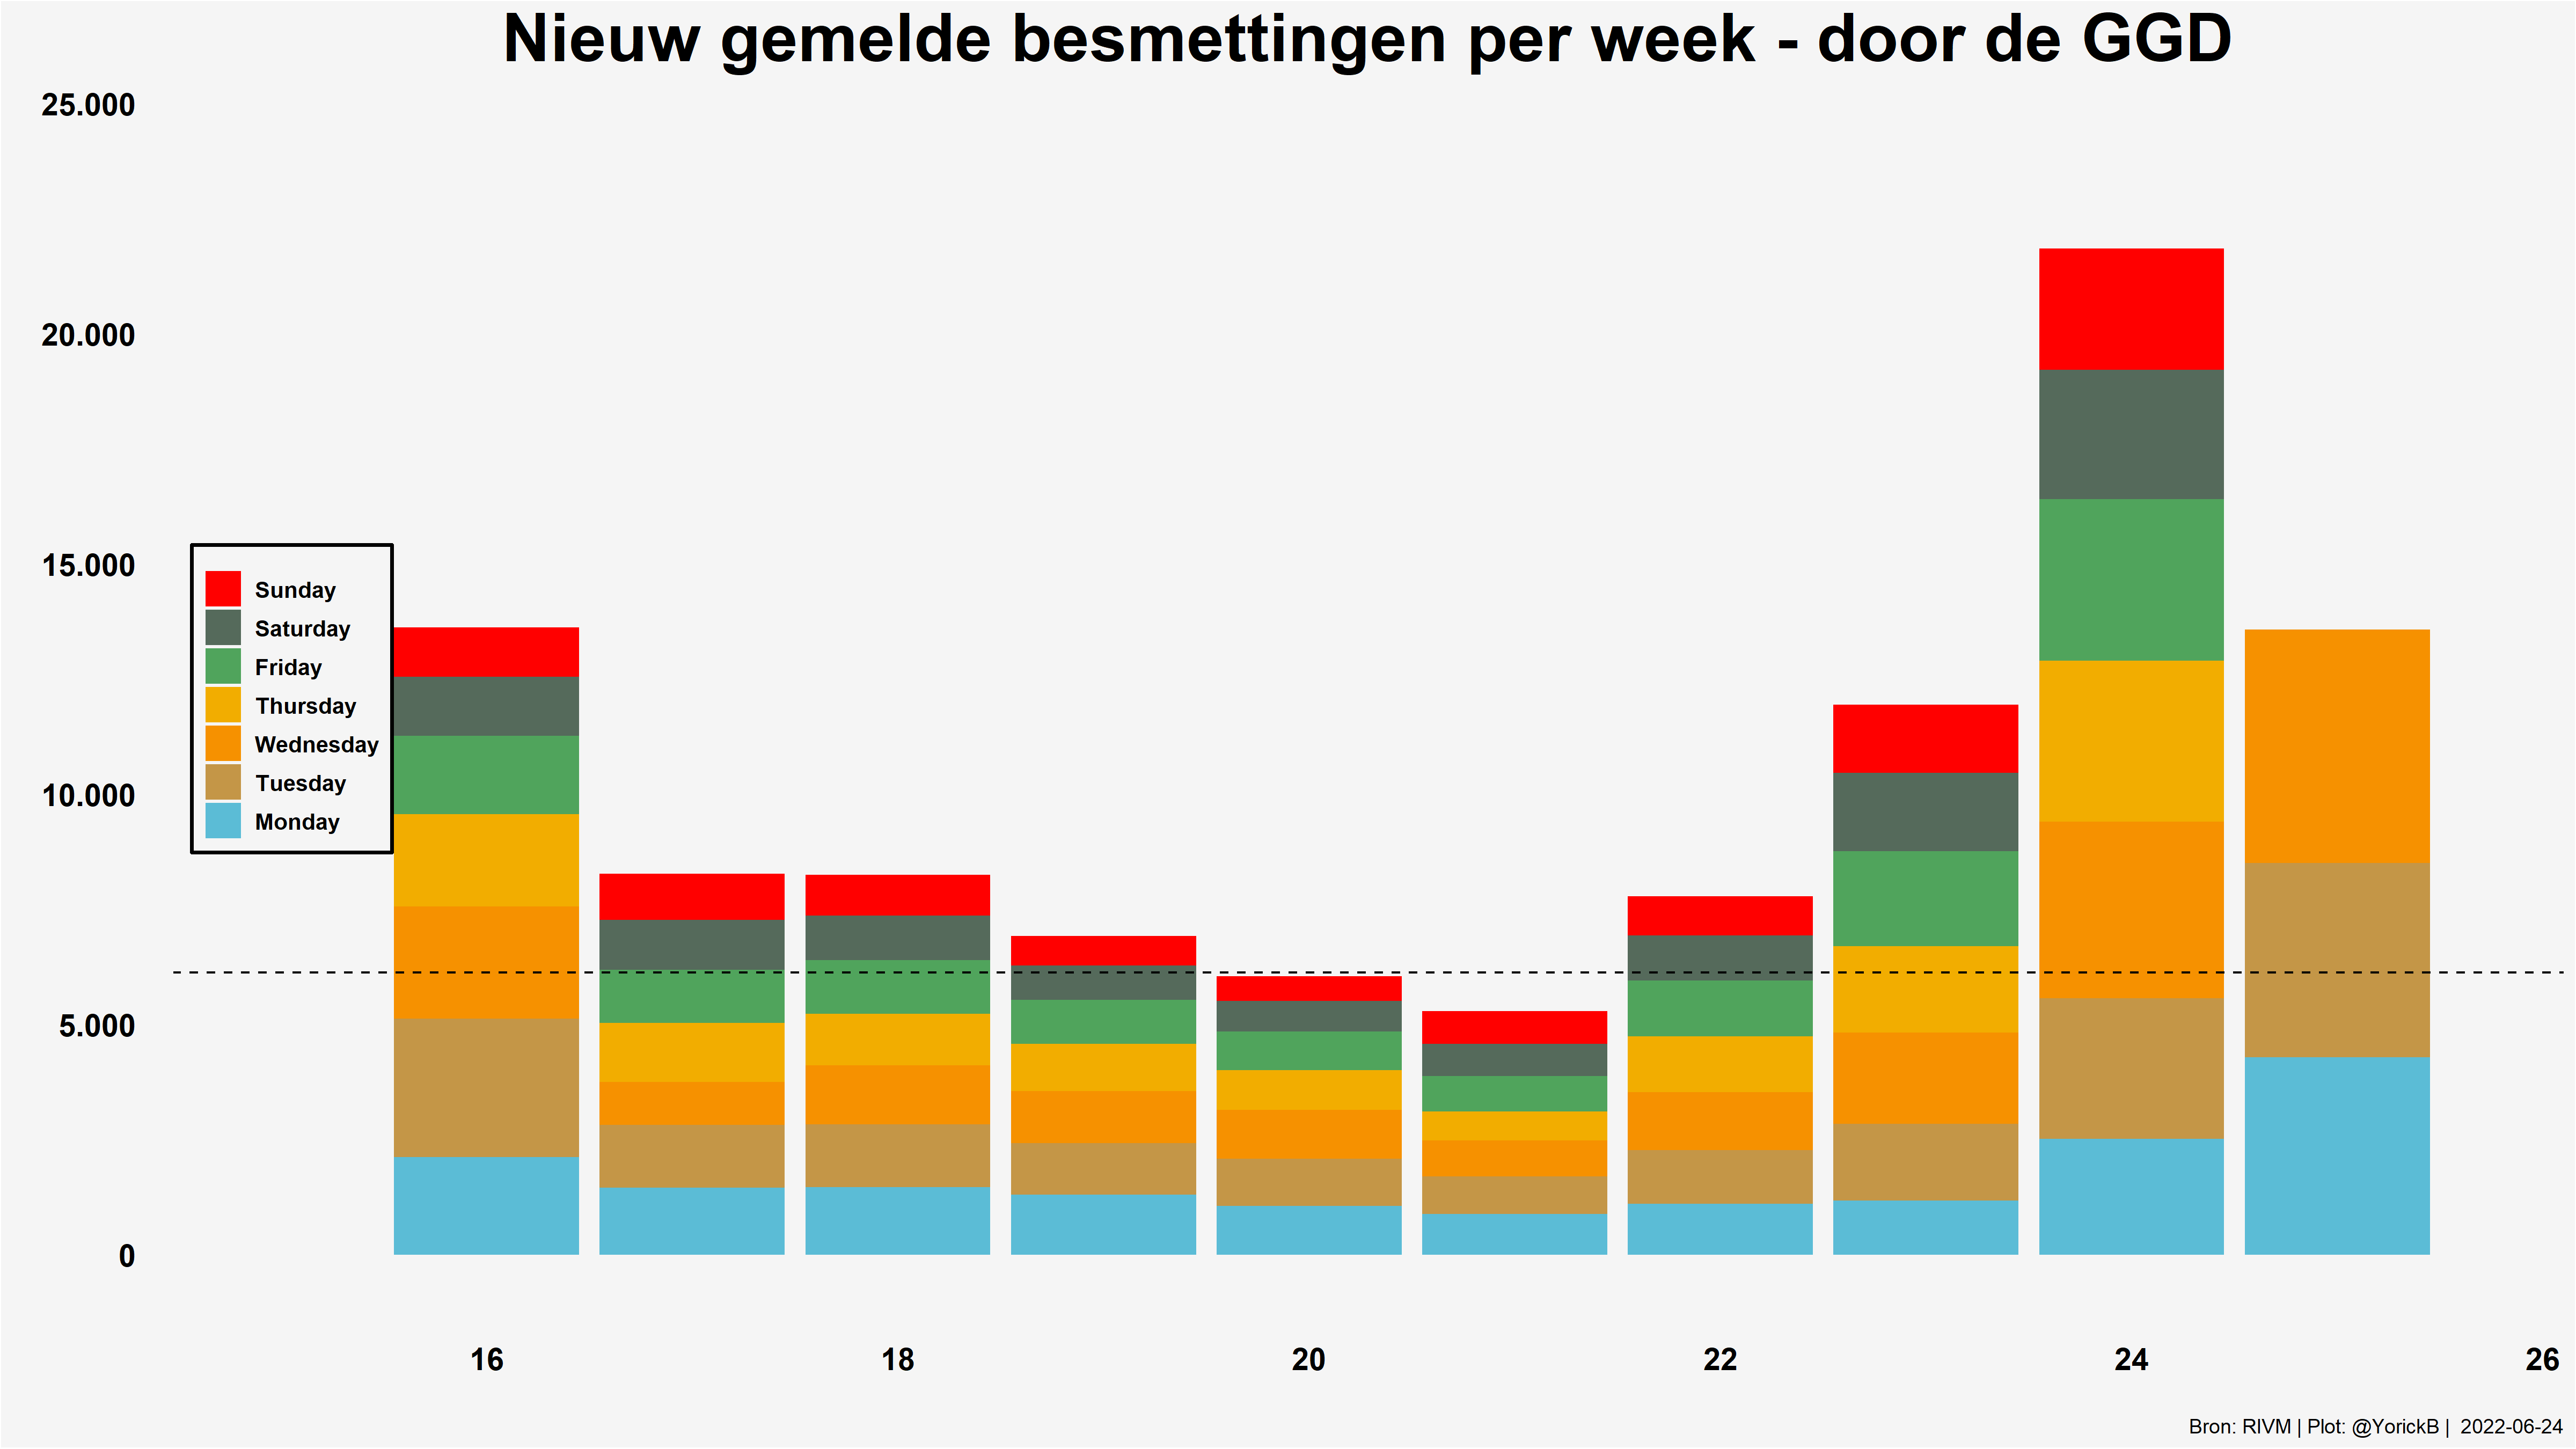 Nieuw gemelde besmettingen per week - door de GGD
25.000
20.000
15.000
10.000
5.000
0
Sunday
Saturday
Friday
Thursday
Wednesday
Tuesday
Monday
16 18 20 22 24 26
Bron: RIVM | Plot: @YorickB | 2022-06-24